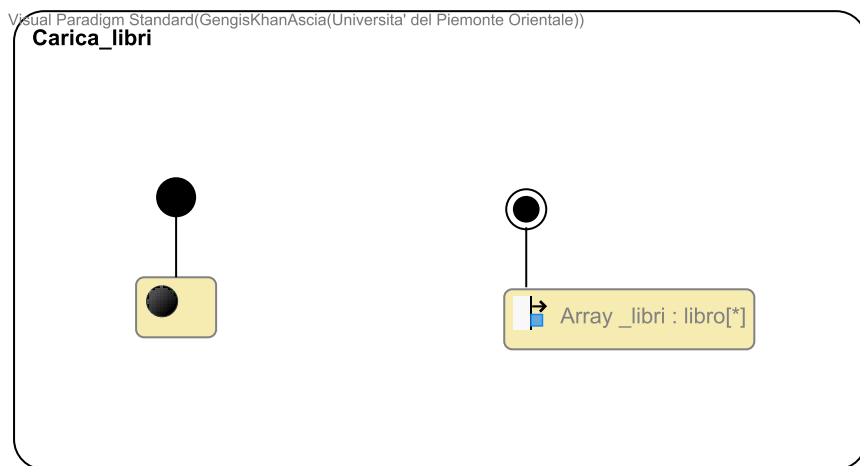 Visual Paradigm Standard(GengisKhanAscia(Universita' del Piemonte Orientale))
Carica_libri
Array _libri : libro[*]